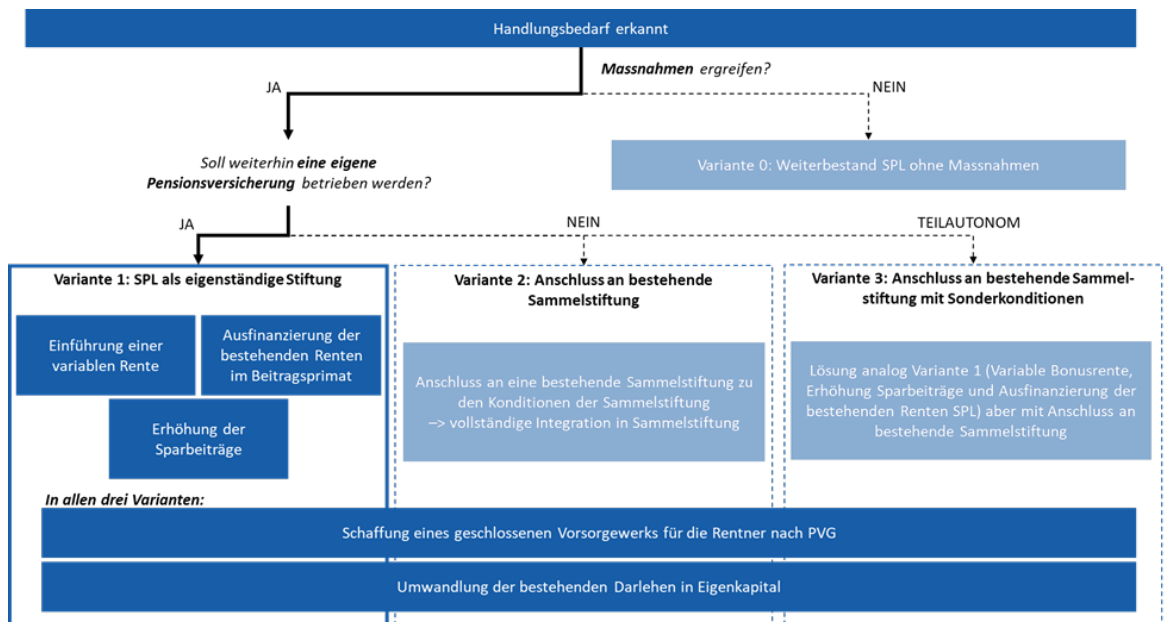 Handlungsbedarf erkannt
Massnahmen ergreifen?
JA
NEIN
Soll weiterhin eine eigene
Pensionsversicherung betrieben werden?
Variante 0: Weiterbestand SPL ohne Massnahmen
JA
NEIN
TEILAUTONOM
Variante 1: SPL als eigenständige Stiftung
Einführung einer
variablen Rente
Ausfinanzierung der
bestehenden Renten
im Beitragsprimat
Erhöhung der
Sparbeiträge
Variante 2: Anschluss an bestehende
Sammelstiftung
Anschluss an eine bestehende Sammelstiftung zu
den Konditionen der Sammelstiftung
–> vollständige Integration in Sammelstiftung
Variante 3: Anschluss an bestehende Sammel-
stiftung mit Sonderkonditionen
Lösung analog Variante 1 (Variable Bonusrente,
Erhöhung Sparbeiträge und Ausfinanzierung der
bestehenden Renten SPL) aber mit Anschluss an
bestehende Sammelstiftung
In allen drei Varianten:
Schaffung eines geschlossenen Vorsorgewerks für die Rentner nach PVG
Umwandlung der bestehenden Darlehen in Eigenkapital